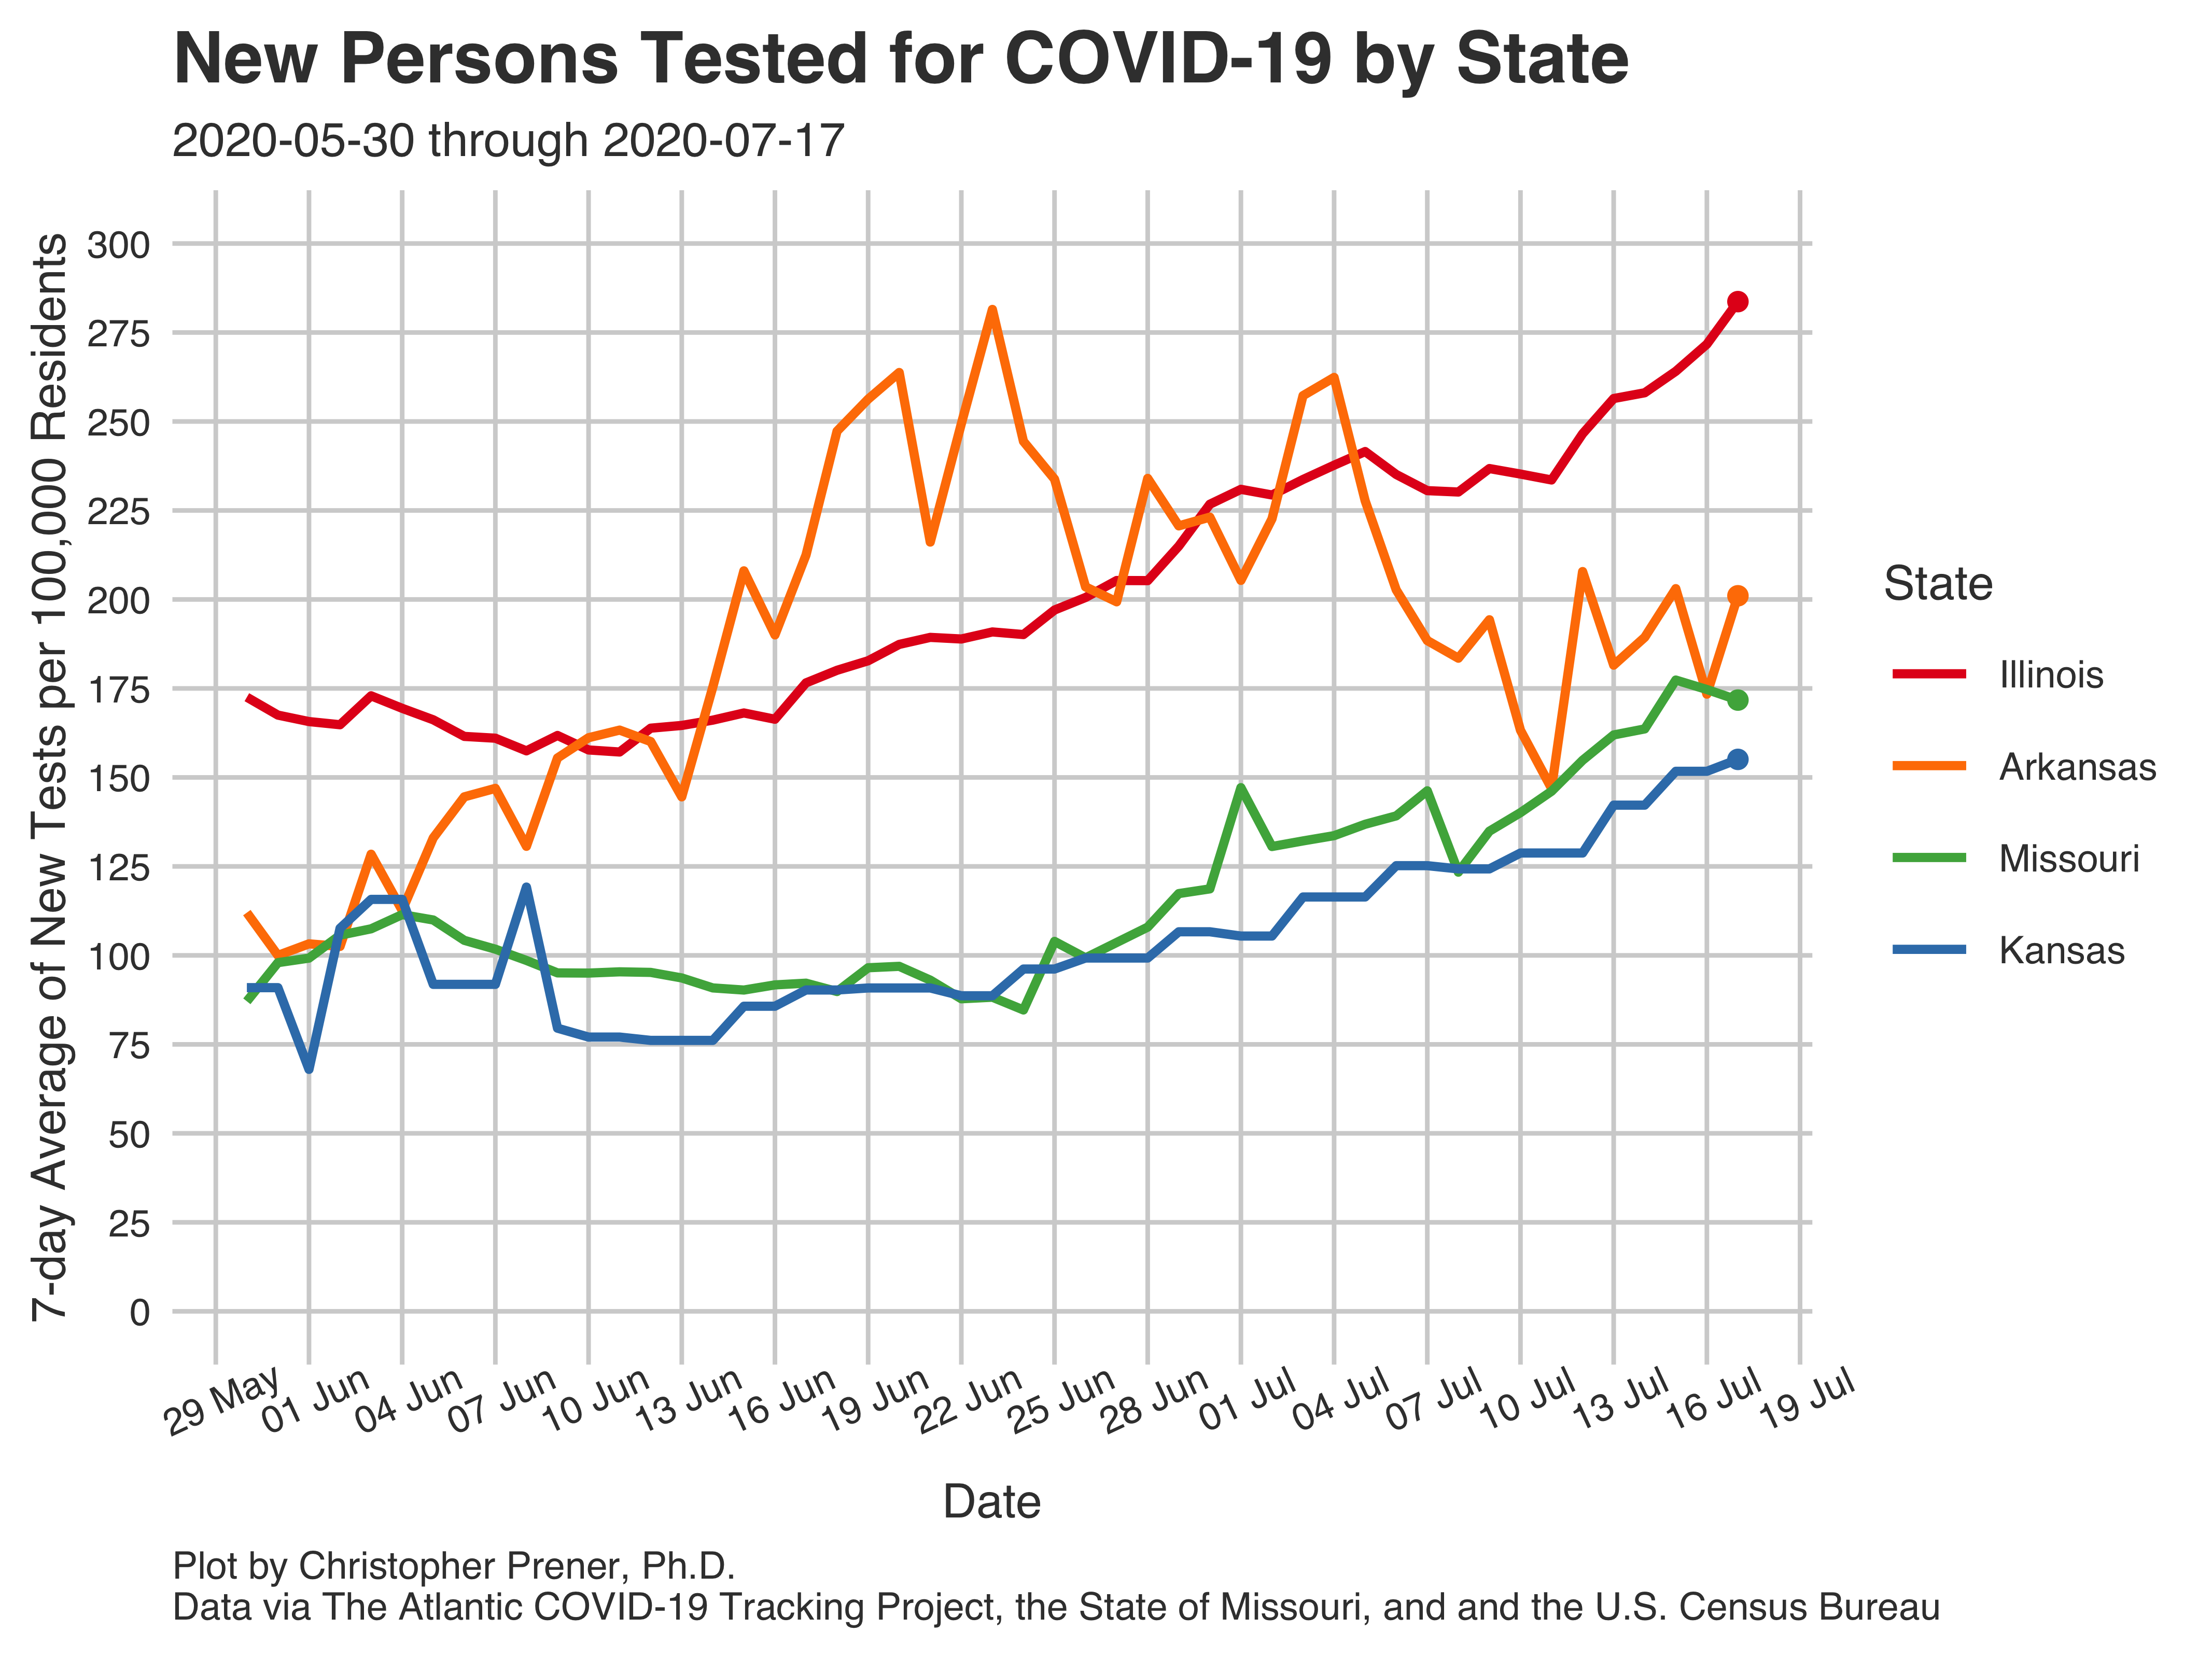 New Persons Tested for COVID-19 by State
2020-05-30 through 2020-07-17
7-day Average of New Tests per 100,000 Residents
300
275
250
225
200
175
150
125
100
75
50
25
0
29 May
01 Jun
04 Jun
07 Jun
10 Jun
13 Jun
16 Jun
19 Jun
22 Jun
25 Jun
28 Jun
01 Jul
04 Jul
07 Jul
10 Jul
13 Jul
16 Jul
19 Jul
Date
State
Illinois
Arkansas
Missouri
Kansas
Plot by Christopher Prener, Ph.D.
Data via The Atlantic COVID-19 Tracking Project, the State of Missouri, and and the U.S. Census Bureau